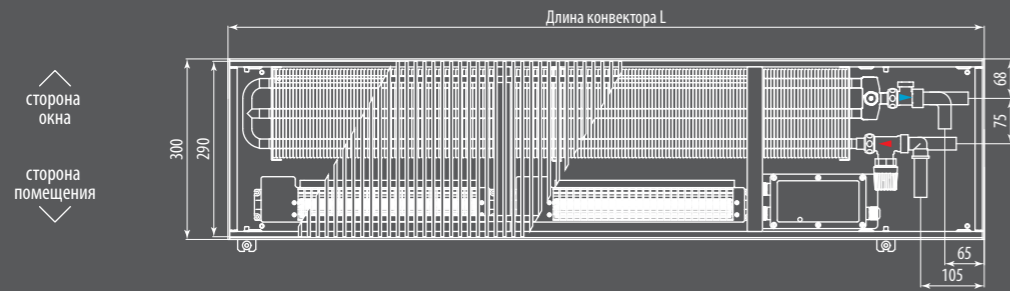 Длина конвектора L
сторона
окна
сторона
помещения
300
290
68
75
65
105